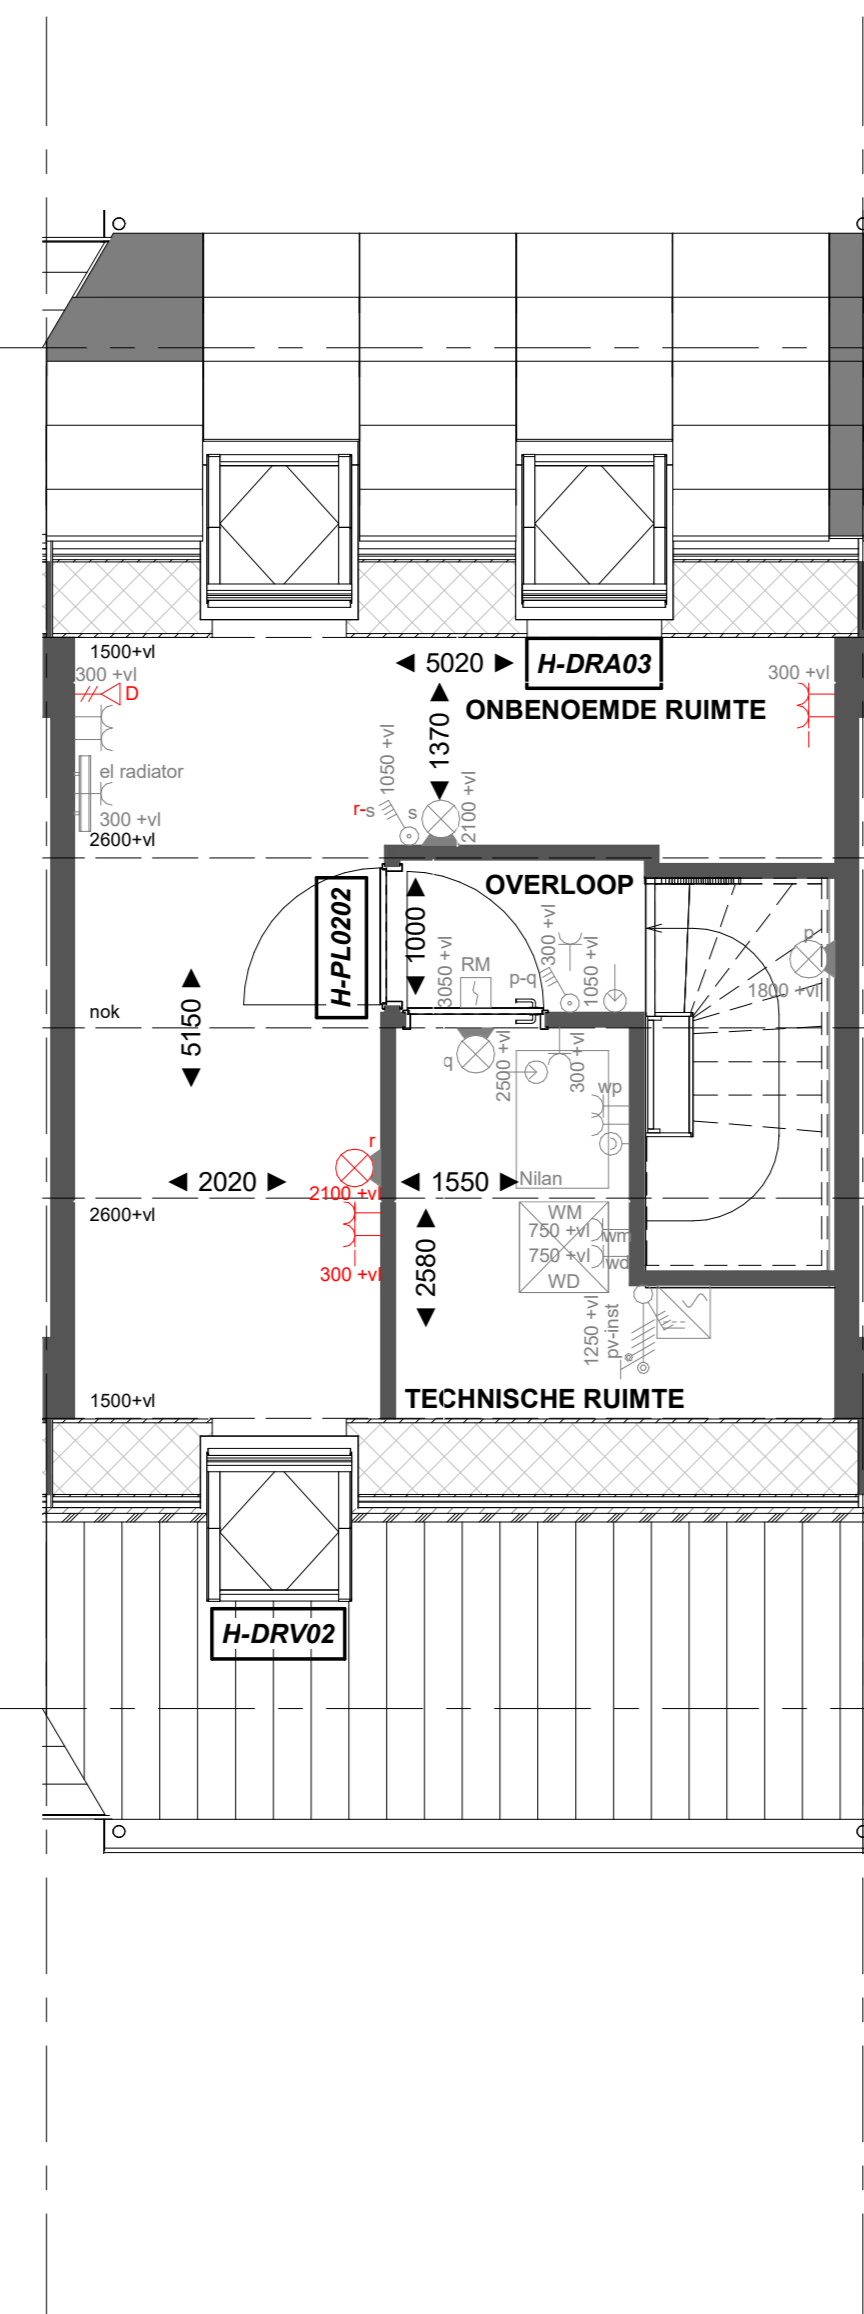 1500+vl
5020
H-DRA03
300 +vl
300 +vl
D
ONBENOEMDE RUIMTE
1370
el radiator
1050 +vl
r-s
s
2100 +vl
300 +vl
2600+vl
OVERLOOP
H-PL0202
1000
3050 +vl
RM
p-q
300 +vl
1050 +vl
p
1800 +vl
nok
5150
q
2500 +vl
300 +vl
wp
r
2020
2100 +vl
1550
Nilan
2600+vl
2580
WM
750 +vl
wm
750 +vl
wd
WD
300 +vl
1250 +vl
pv-inst
1500+vl
TECHNISCHE RUIMTE
H-DRV02